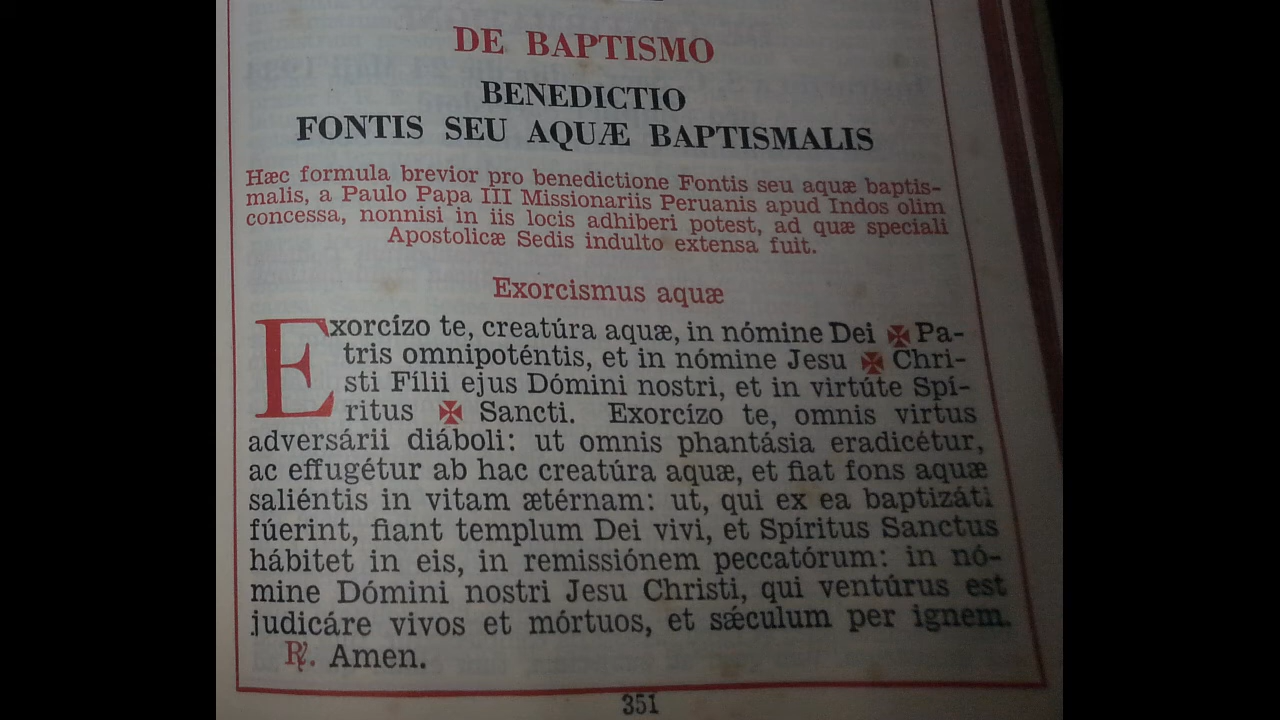 DE BAPTISMO
BENEDICTIO
FONTIS SEU AQUÆ BAPTISMALIS
Hæc formula brevior pro benedictione Fontis seu aquæ baptis-
malis, a Paulo Papa III Missionariis Peruanis apud Indos olim
concessa, nonnisi in iis locis adhiberi potest, ad quæ speciali
Apostolicæ Sedis indulto extensa fuit.
Exorcismus aquæ
Exorcízo te, creatúra aquæ, in nómine Dei ✠ Pa-
tris omnipoténtis, et in nómine Jesu ✠ Chri-
sti Fílii ejus Dómini nostri, et in virtúte Spí-
ritus ✠ Sancti. Exorcízo te, omnis virtus
adversárii diáboli: ut omnis phantásia eradicétur,
ac effugétur ab hac creatúra aquæ, et fiat fons aquæ
saliéntis in vitam ætérnam: ut, qui ex ea baptizáti
fúerint, fiant templum Dei vivi, et Spíritus Sanctus
hábitet in eis, in remissiónem peccatórum: in nó-
mine Dómini nostri Jesu Christi, qui ventúrus est
judicáre vivos et mórtuos, et sǽculum per ignem.
℟. Amen.
351